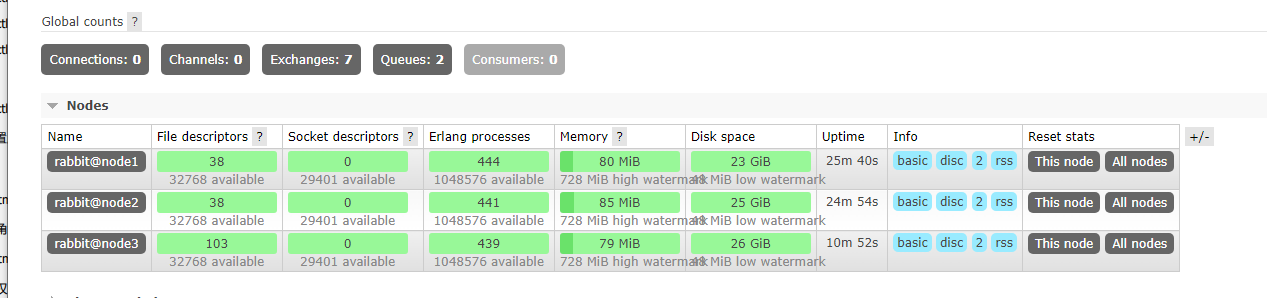 Global counts ?
Connections: 0 Channels: 0 Exchanges: 7 Queues: 2 Consumers: 0
Nodes
Name File descriptors ? Socket descriptors ? Erlang processes Memory ? Disk space Uptime Info Reset stats +/-
rabbit@node1 38 0 444 80 MiB 23 GiB 25m 40s basic disc 2 rss This node All nodes
32768 available 29401 available 1048576 available 728 MiB high watermark 48 MiB low watermark
rabbit@node2 38 0 441 85 MiB 25 GiB 24m 54s basic disc 2 rss This node All nodes
32768 available 29401 available 1048576 available 728 MiB high watermark 48 MiB low watermark
rabbit@node3 103 0 439 79 MiB 26 GiB 10m 52s basic disc 2 rss This node All nodes
32768 available 29401 available 1048576 available 728 MiB high watermark 48 MiB low watermark